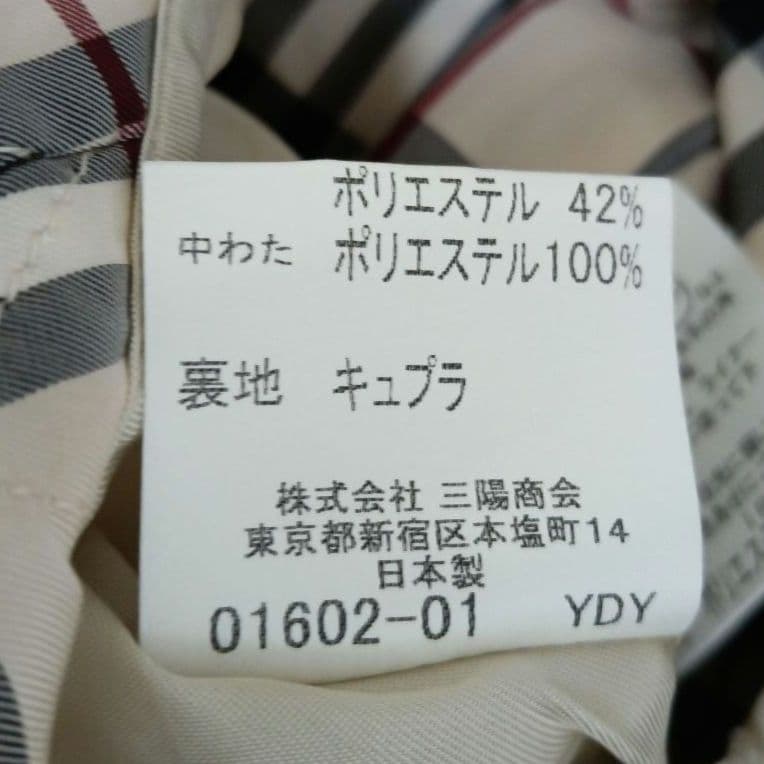 ポリエステル 42%
中わた ポリエステル100%
裏地 キュプラ
株式会社 三陽商会
東京都新宿区本塩町14
日本製
01602-01 YDY